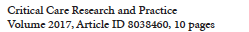 Critical Care Research and Practice
Volume 2017, Article ID 8038460, 10 pages